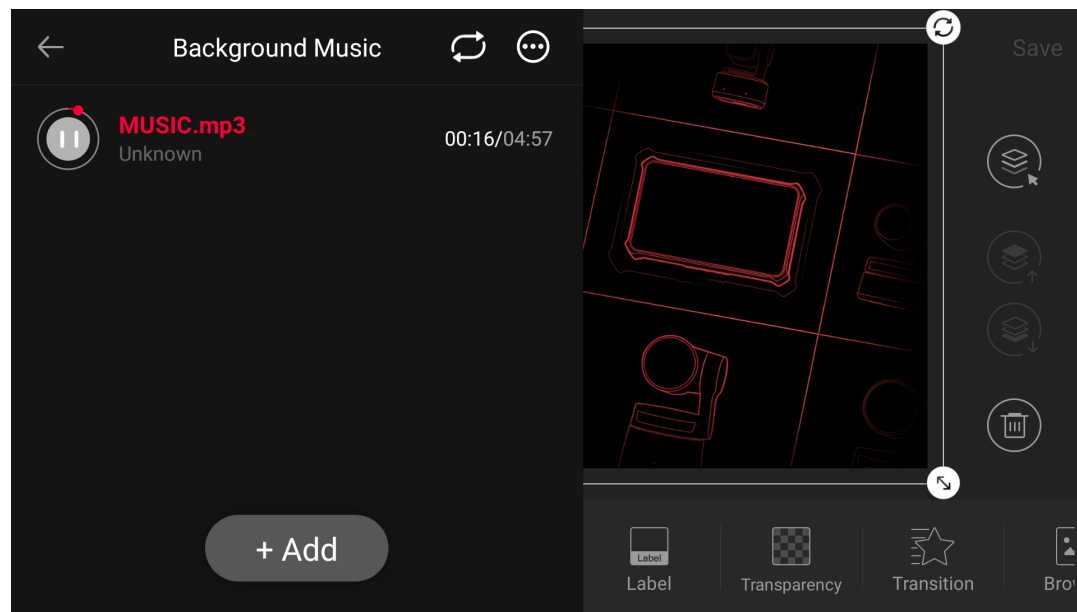 Background Music
Save
MUSIC.mp3
Unknown
00:16/04:57
+ Add
Label
Label
Transparency
Transition